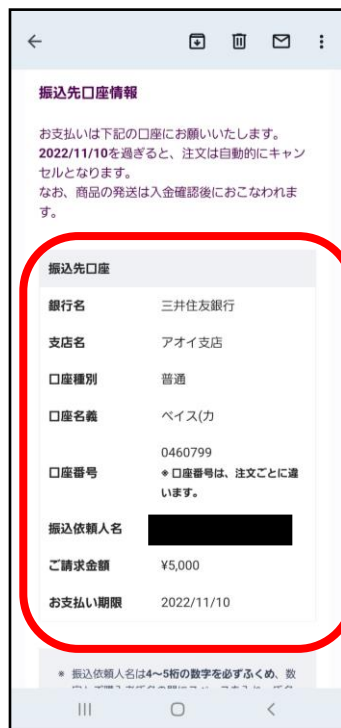 振込先口座情報
お支払いは下記の口座にお願いいたします。
2022/11/10を過ぎると、注文は自動的にキャン
セルとなります。
なお、商品の発送は入金確認後におこなわれま
す。
振込先口座
銀行名 三井住友銀行
支店名 アオイ支店
口座種別 普通
口座名義 ペイス(カ
口座番号 0460799
※口座番号は、注文ごとに違
います。
振込依頼人名
ご請求金額 ¥5,000
お支払い期限 2022/11/10
※ 振込依頼人名は4〜5桁の数字を必ずふくめ、数